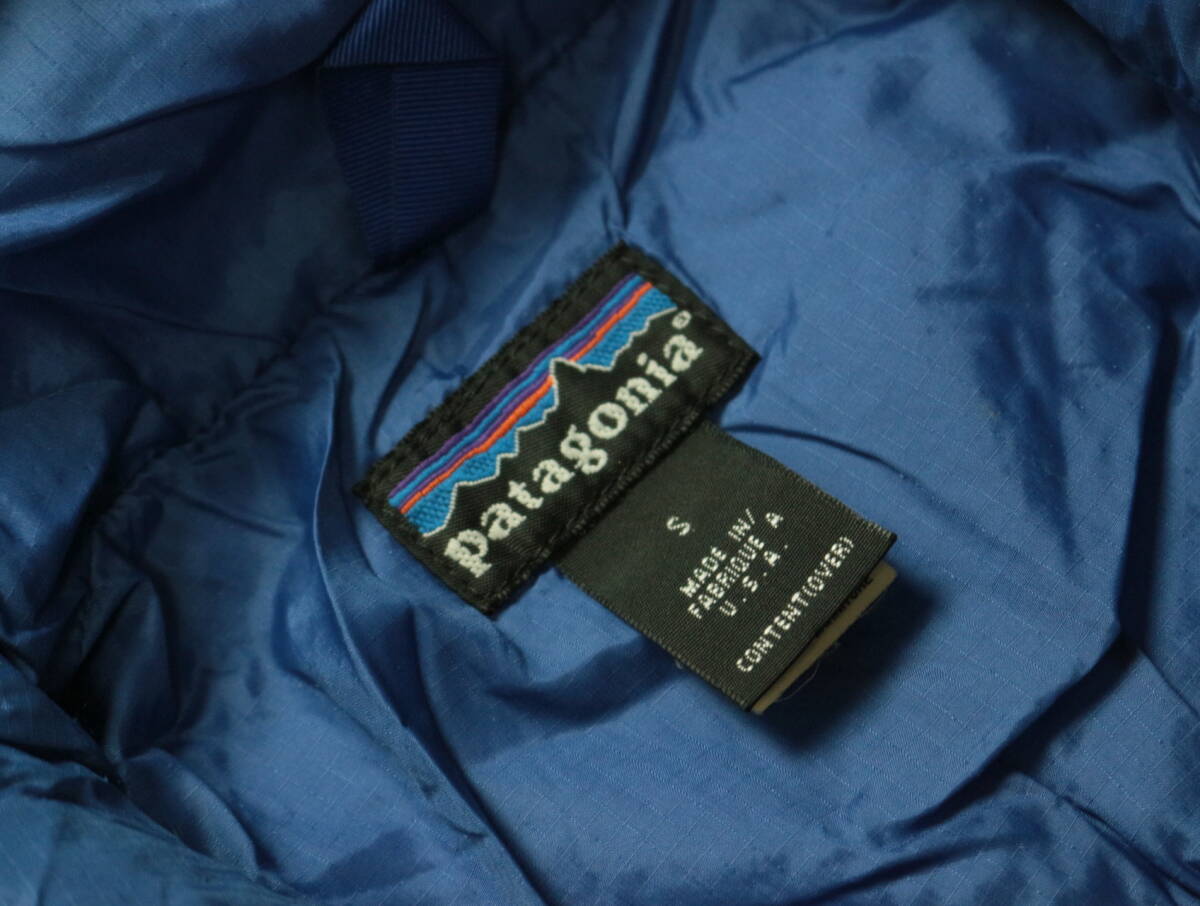 patagonia®
S
MADE IN/
FABRIQUE A
U.S.A.
CONTENT(OVER)